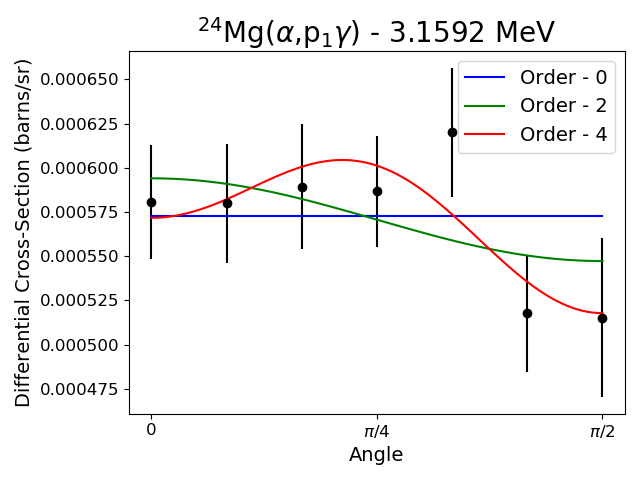 ²⁴Mg(α,p₁γ) - 3.1592 MeV
Differential Cross-Section (barns/sr)
0.000650
0.000625
0.000600
0.000575
0.000550
0.000525
0.000500
0.000475
Order - 0
Order - 2
Order - 4
0
π/4
π/2
Angle